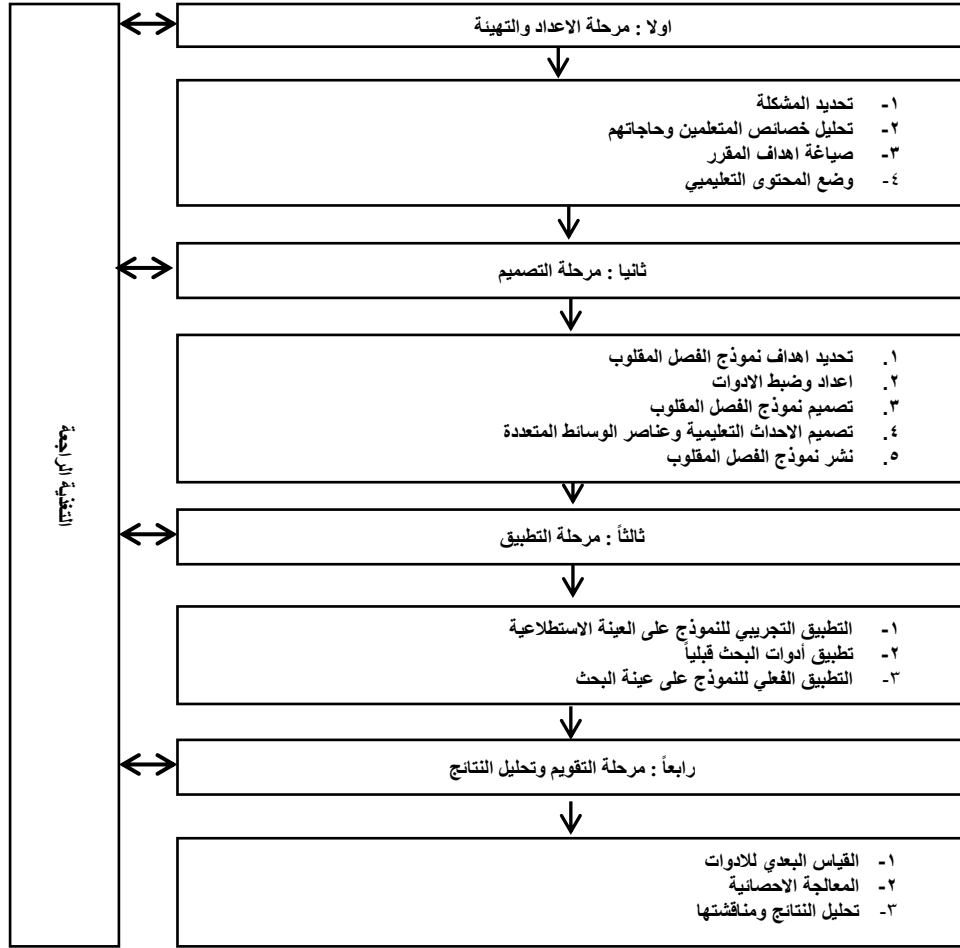 اولا : مرحلة الاعداد والتهيئة
١- تحديد المشكلة
٢- تحليل خصائص المتعلمين وحاجاتهم
٣- صياغة اهداف المقرر
٤- وضع المحتوى التعليميي
ثانيا : مرحلة التصميم
١. تحديد اهداف نموذج الفصل المقلوب
٢. اعداد وضبط الادوات
٣. تصميم نموذج الفصل المقلوب
٤. تصميم الاحداث التعليمية وعناصر الوسائط المتعددة
٥. نشر نموذج الفصل المقلوب
ثالثاً : مرحلة التطبيق
١- التطبيق التجريبي للنموذج على العينة الاستطلاعية
٢- تطبيق أدوات البحث قبلياً
٣- التطبيق الفعلي للنموذج على عينة البحث
رابعاً : مرحلة التقويم وتحليل النتائج
١- القياس البعدي للادوات
٢- المعالجة الاحصائية
٣- تحليل النتائج ومناقشتها
التغذية الراجعة